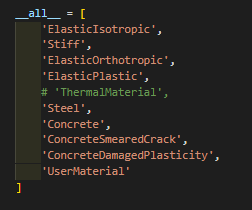 __all__ = [
    'ElasticIsotropic',
    'Stiff',
    'ElasticOrthotropic',
    'ElasticPlastic',
    # 'ThermalMaterial',
    'Steel',
    'Concrete',
    'ConcreteSmearedCrack',
    'ConcreteDamagedPlasticity',
    'UserMaterial'
]